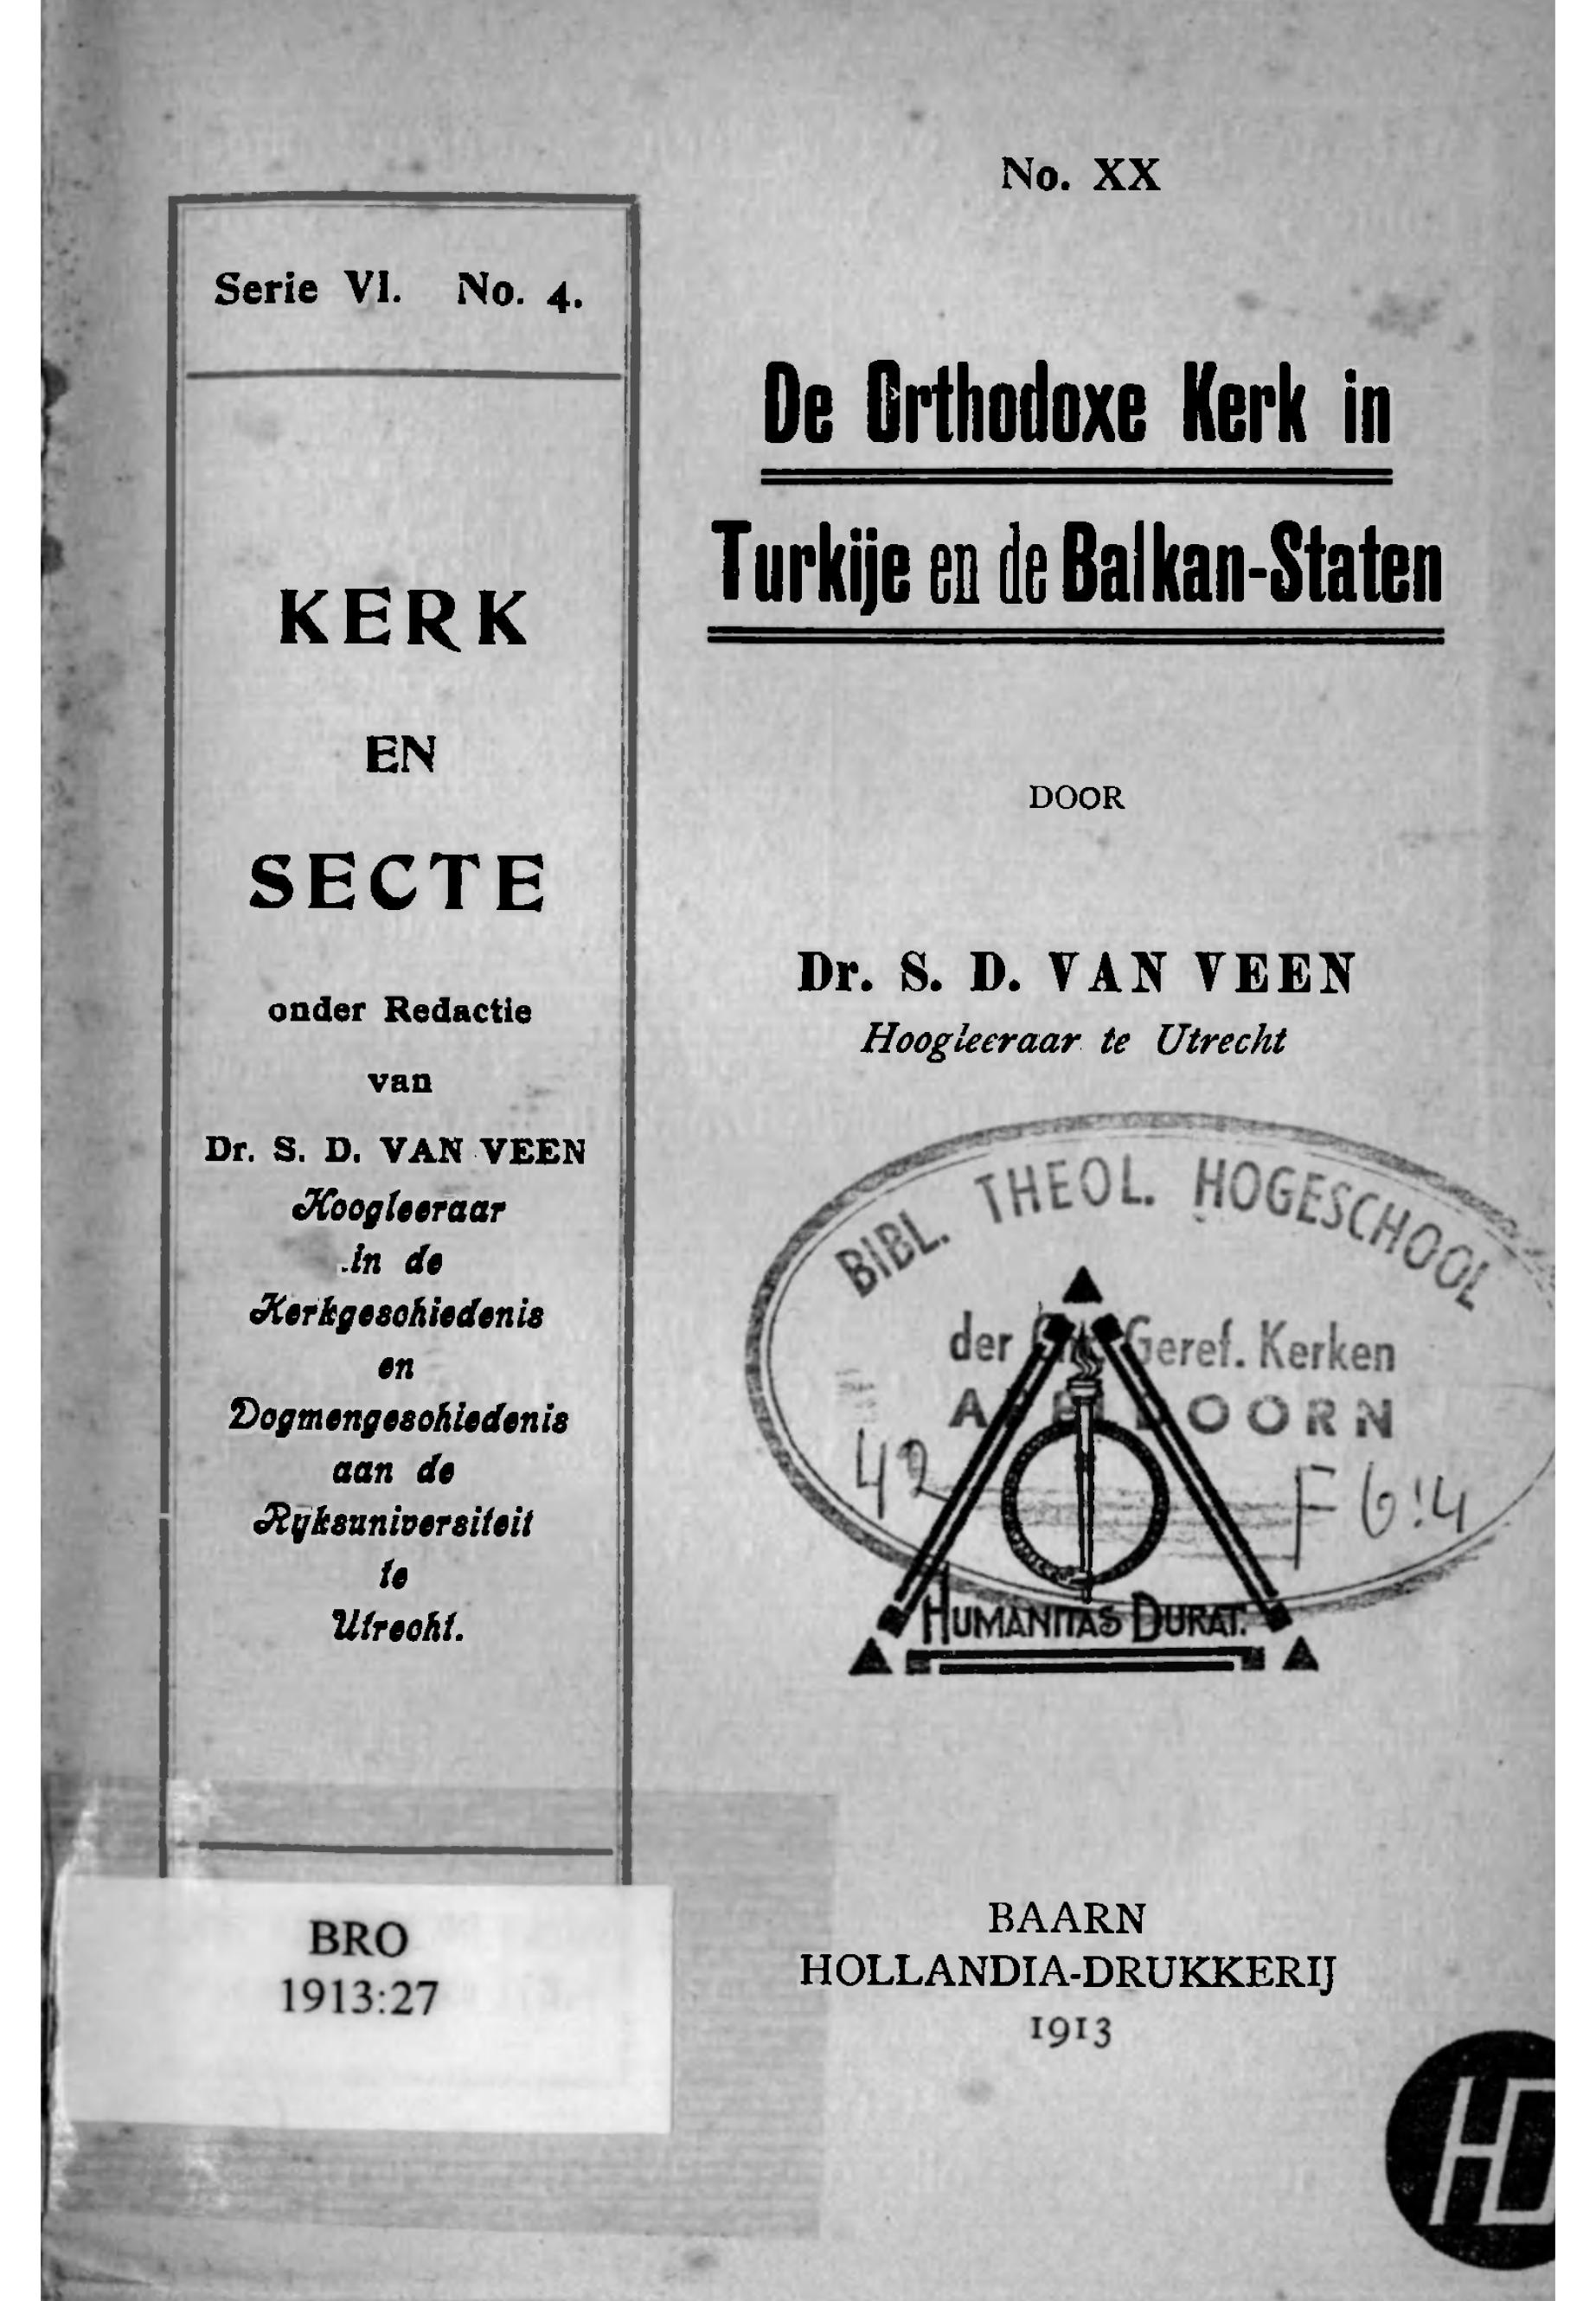 Serie VI. No. 4.
KERK
EN
SECTE
onder Redactie
van
Dr. S. D. VAN VEEN
Hoogleeraar
in de
Kerkgeschiedenis
en
Dogmengeschiedenis
aan de
Ryksuniversiteit
te
Utrecht.
BRO
1913:27
No. XX
De Orthodoxe Kerk in
Turkije en de Balkan-Staten
DOOR
Dr. S. D. VAN VEEN
Hoogleeraar te Utrecht
BIBL. THEOL. HOGESCHOOL
der Geref. Kerken
42 F6!4
HUMANITAS DURAT.
BAARN
HOLLANDIA-DRUKKERIJ
1913
HD